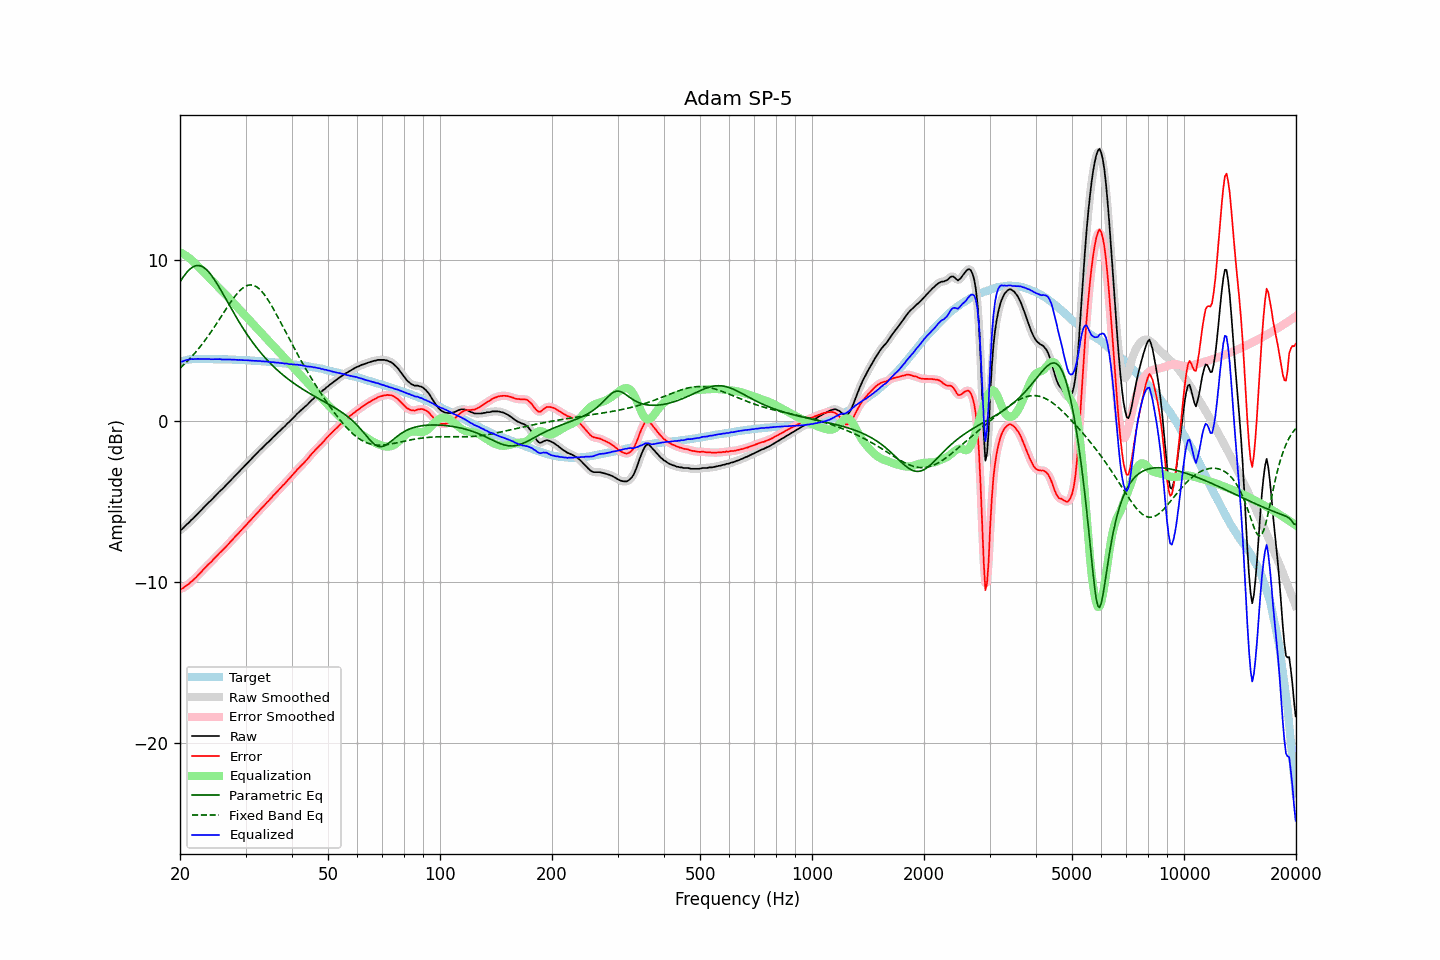 Adam SP-5
Amplitude (dBr)
10
0
−10
−20
Target
Raw Smoothed
Error Smoothed
Raw
Error
Equalization
Parametric Eq
Fixed Band Eq
Equalized
20 50 100 200 500 1000 2000 5000 10000 20000
Frequency (Hz)